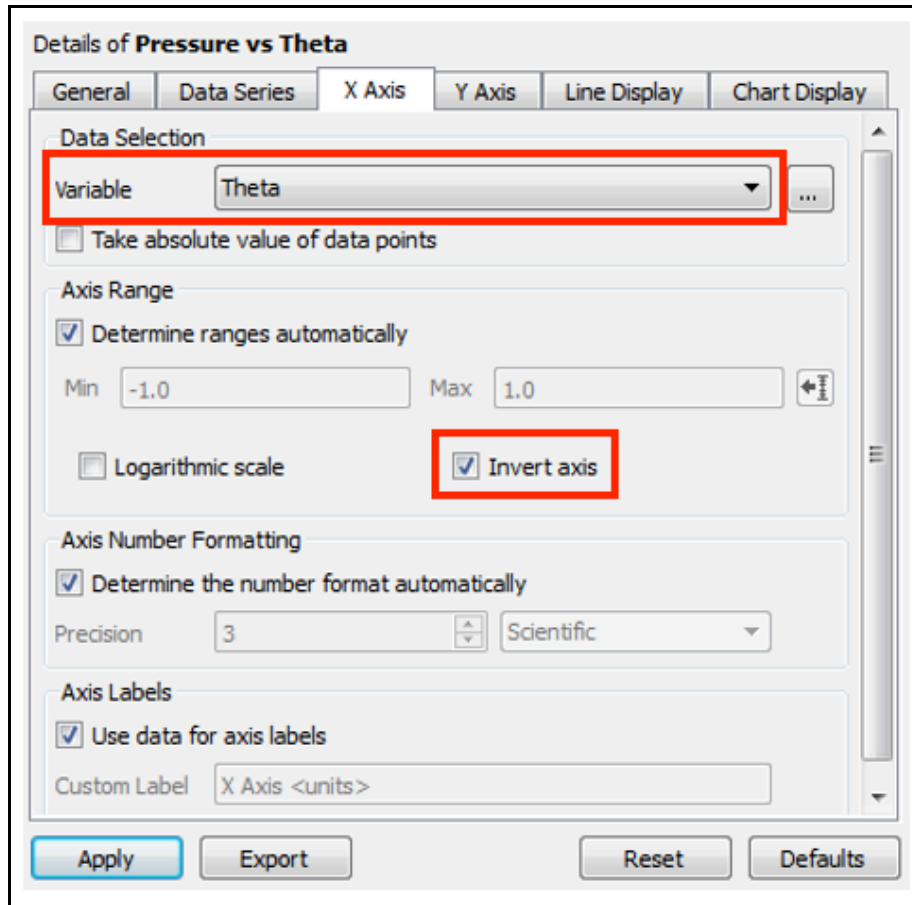 Details of Pressure vs Theta
General Data Series X Axis Y Axis Line Display Chart Display
Data Selection
Variable Theta ...
Take absolute value of data points
Axis Range
Determine ranges automatically
Min -1.0 Max 1.0
Logarithmic scale Invert axis
Axis Number Formatting
Determine the number format automatically
Precision 3 Scientific
Axis Labels
Use data for axis labels
Custom Label X Axis <units>
Apply Export Reset Defaults